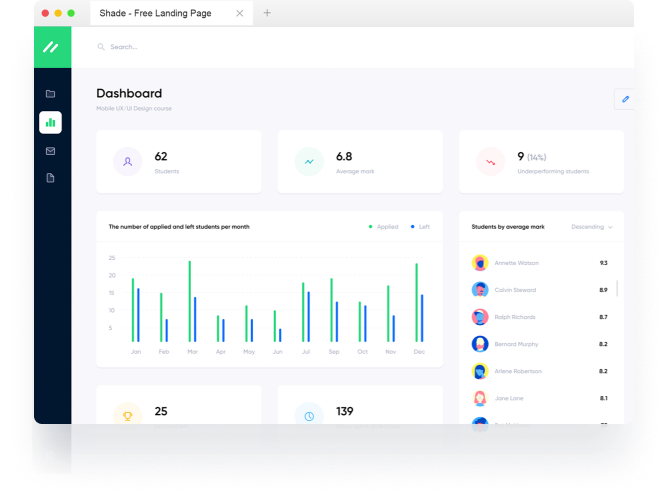 Shade - Free Landing Page
Search...
Dashboard
Mobile UX/UI Design course
62
Students
6.8
Average mark
9 (14%)
Underperforming students
The number of applied and left students per month
Applied
Left
25
20
15
10
5
Jan Feb Mar Apr May Jun Jul Sep Oct Nov Dec
Students by average mark
Descending
Annette Watson 9.3
Calvin Steward 8.9
Ralph Richards 8.7
Bernard Murphy 8.2
Arlene Robertson 8.2
Jane Lane 8.1
25
139